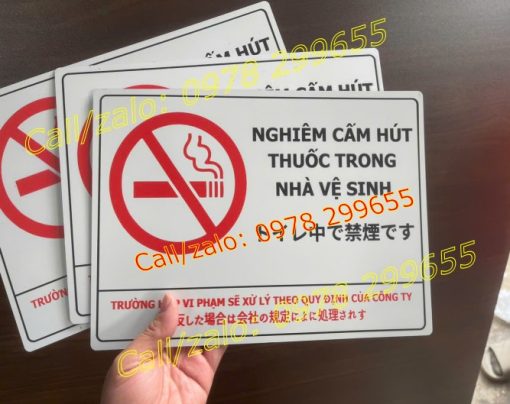 CẤM HÚT
CẤM HÚT
NGHIÊM CẤM HÚT
THUỐC TRONG
NHÀ VỆ SINH
トイレ中で禁煙です
TRƯỜNG HỢP VI PHẠM SẼ XỬ LÝ THEO QUY ĐỊNH CỦA CÔNG TY
反した場合は会社の規定によに処理されす
TRƯỜN
TRƯỜNG
Call/zalo: 0978 299655
Call/zalo: 0978 299655
Call/zalo: 0978 299655